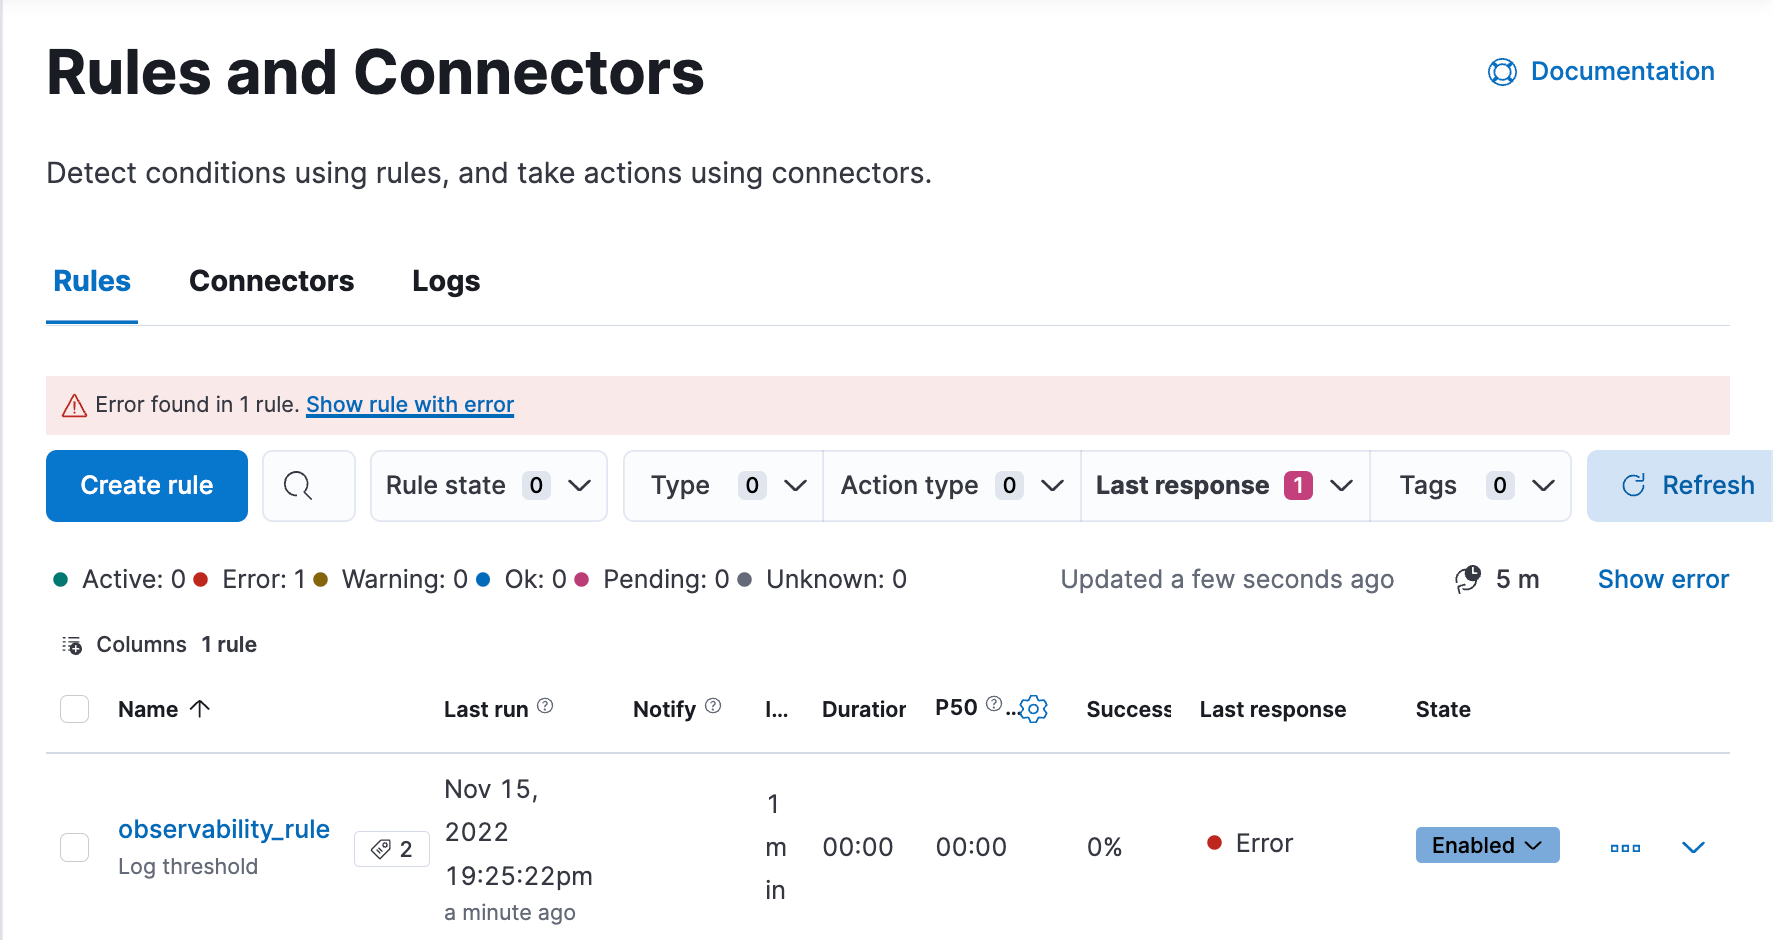 Rules and Connectors
Documentation
Detect conditions using rules, and take actions using connectors.
Rules Connectors Logs
Error found in 1 rule. Show rule with error
Create rule Rule state 0 Type 0 Action type 0 Last response 1 Tags 0 Refresh
Active: 0 Error: 1 Warning: 0 Ok: 0 Pending: 0 Unknown: 0 Updated a few seconds ago 5 m Show error
Columns 1 rule
Name Last run Notify I... Duration P50 ... Success Last response State
observability_rule
Log threshold
2
Nov 15,
2022
19:25:22pm
a minute ago
1
m
in
00:00 00:00 0% Error Enabled